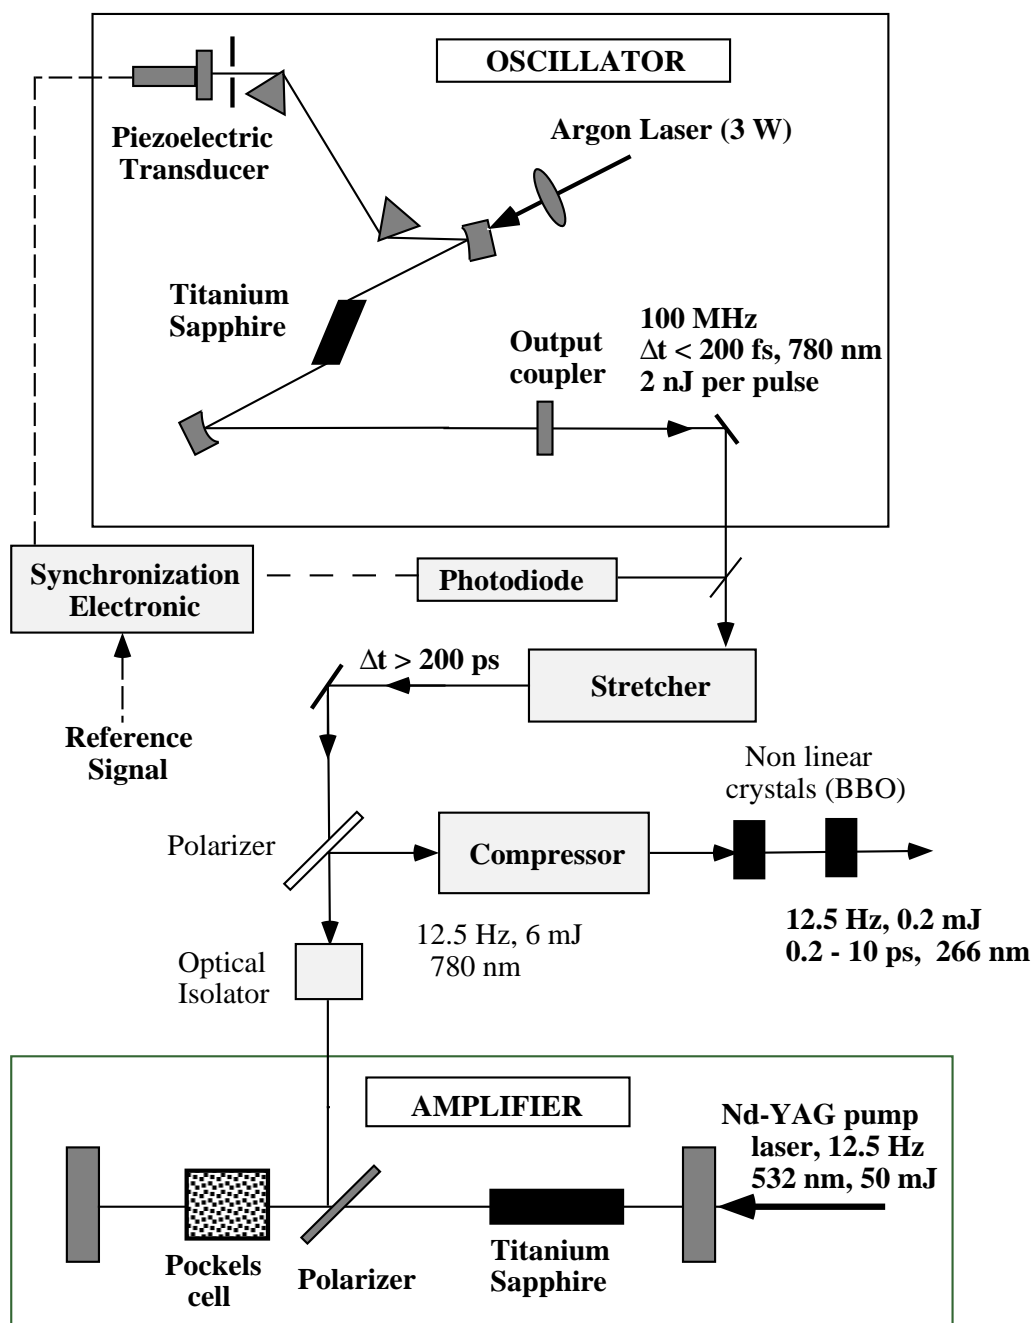 OSCILLATOR
Piezoelectric
Transducer
Argon Laser (3 W)
Titanium
Sapphire
Output
coupler
100 MHz
Δt < 200 fs, 780 nm
2 nJ per pulse
Synchronization
Electronic
Photodiode
Reference
Signal
Δt > 200 ps
Stretcher
Non linear
crystals (BBO)
Polarizer
Compressor
12.5 Hz, 6 mJ
780 nm
12.5 Hz, 0.2 mJ
0.2 - 10 ps, 266 nm
Optical
Isolator
AMPLIFIER
Nd-YAG pump
laser, 12.5 Hz
532 nm, 50 mJ
Pockels
cell
Polarizer
Titanium
Sapphire